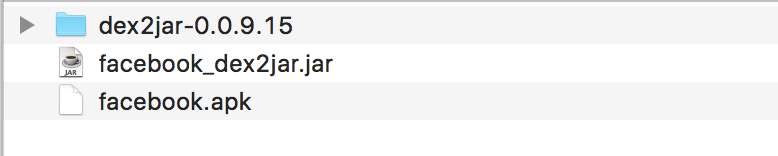 dex2jar-0.0.9.15
JAR
facebook_dex2jar.jar
facebook.apk